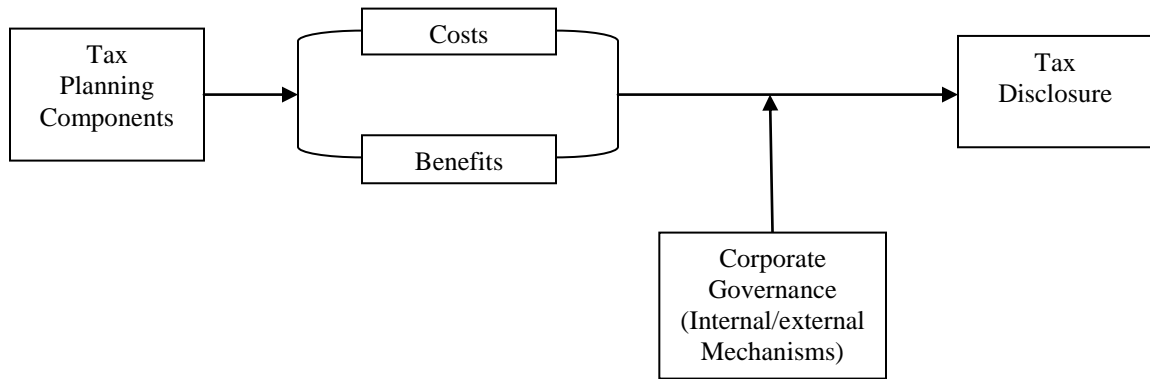 Tax
Planning
Components
Costs
Benefits
Tax
Disclosure
Corporate
Governance
(Internal/external
Mechanisms)